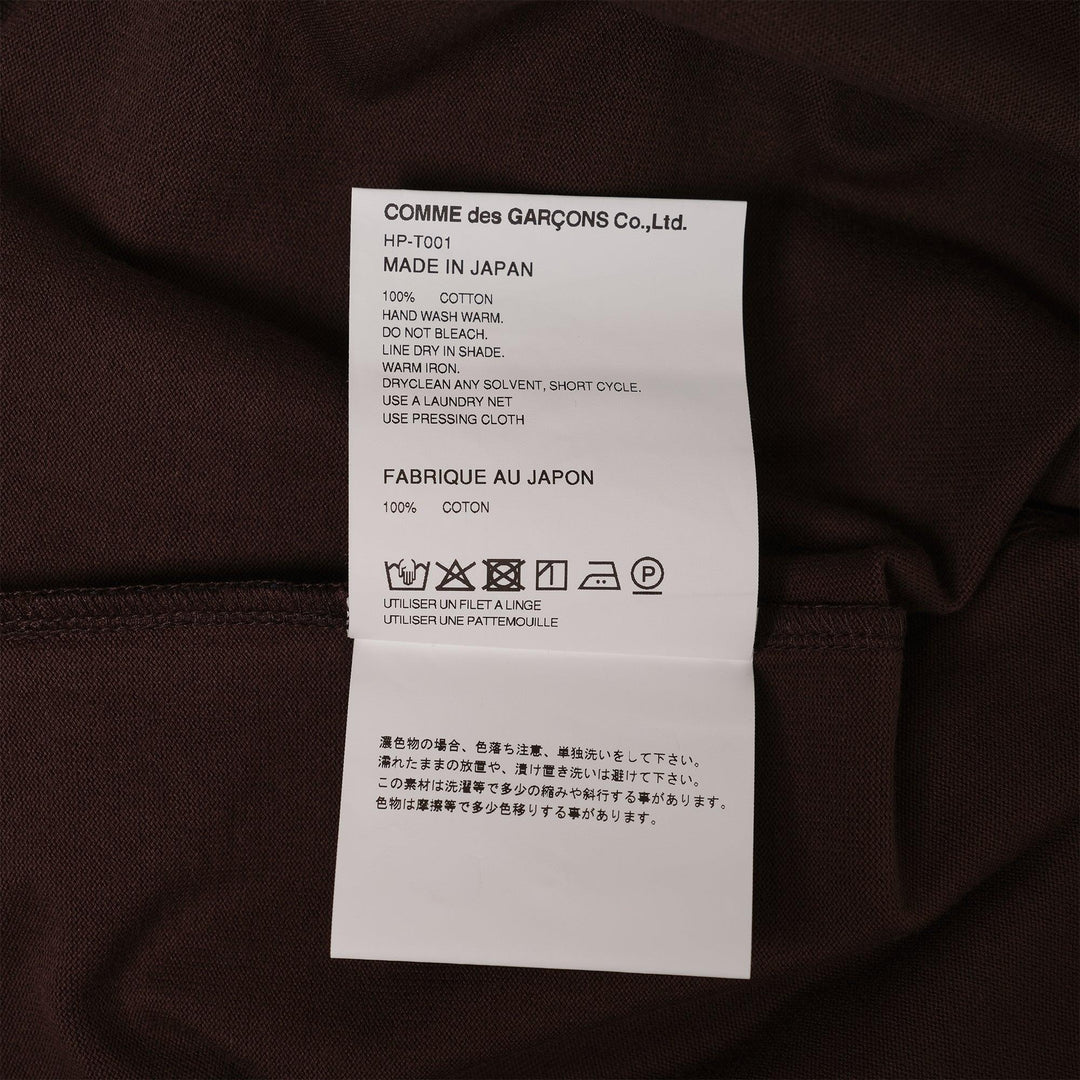 COMME des GARÇONS Co.,Ltd.
HP-T001
MADE IN JAPAN
100% COTTON
HAND WASH WARM.
DO NOT BLEACH.
LINE DRY IN SHADE.
WARM IRON.
DRYCLEAN ANY SOLVENT, SHORT CYCLE.
USE A LAUNDRY NET
USE PRESSING CLOTH
FABRIQUE AU JAPON
100% COTON
P
UTILISER UN FILET A LINGE
UTILISER UNE PATTEMOUILLE
濃色物の場合、色落ち注意、単独洗いをして下さい。
濡れたままの放置や、漬け置き洗いは避けて下さい。
この素材は洗濯等で多少の縮みや斜行する事があります。
色物は摩擦等で多少色移りする事があります。